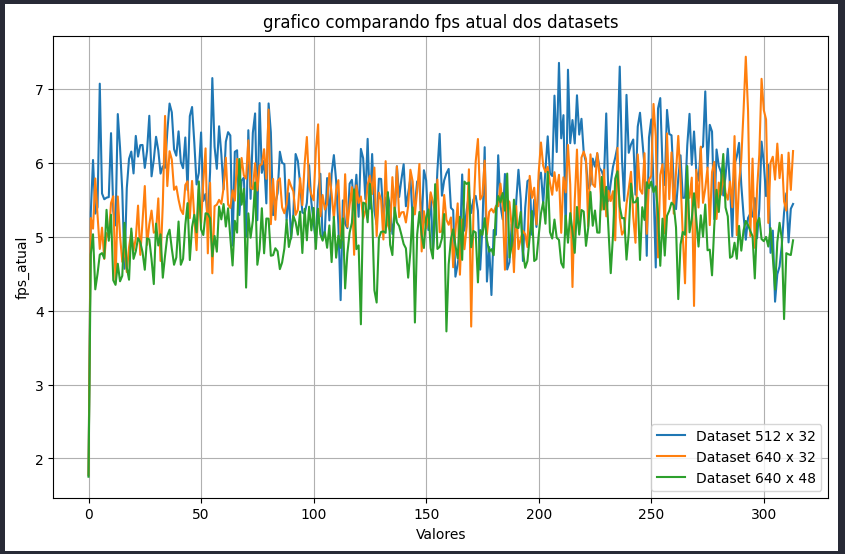 grafico comparando fps atual dos datasets
fps_atual
7
6
5
4
3
2
0
50
100
150
200
250
300
Valores
Dataset 512 x 32
Dataset 640 x 32
Dataset 640 x 48